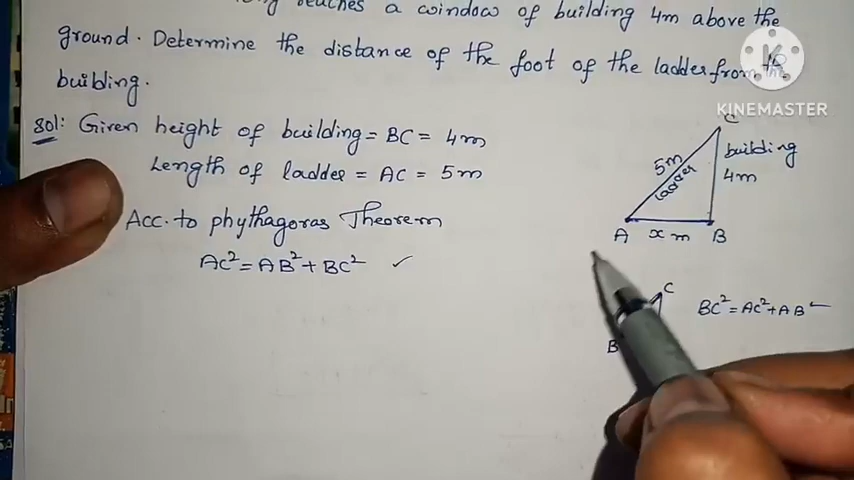 reaches a window of building 4m above the
ground. Determine the distance of the foot of the ladder from the
building.
Sol: Given height of building = BC = 4m
Length of ladder = AC = 5m
Acc. to phythagoras Theorem
AC² = AB² + BC² ✓
KINEMASTER
C
5m
ladder
building
4m
A x m B
C
B
BC² = AC² + AB²